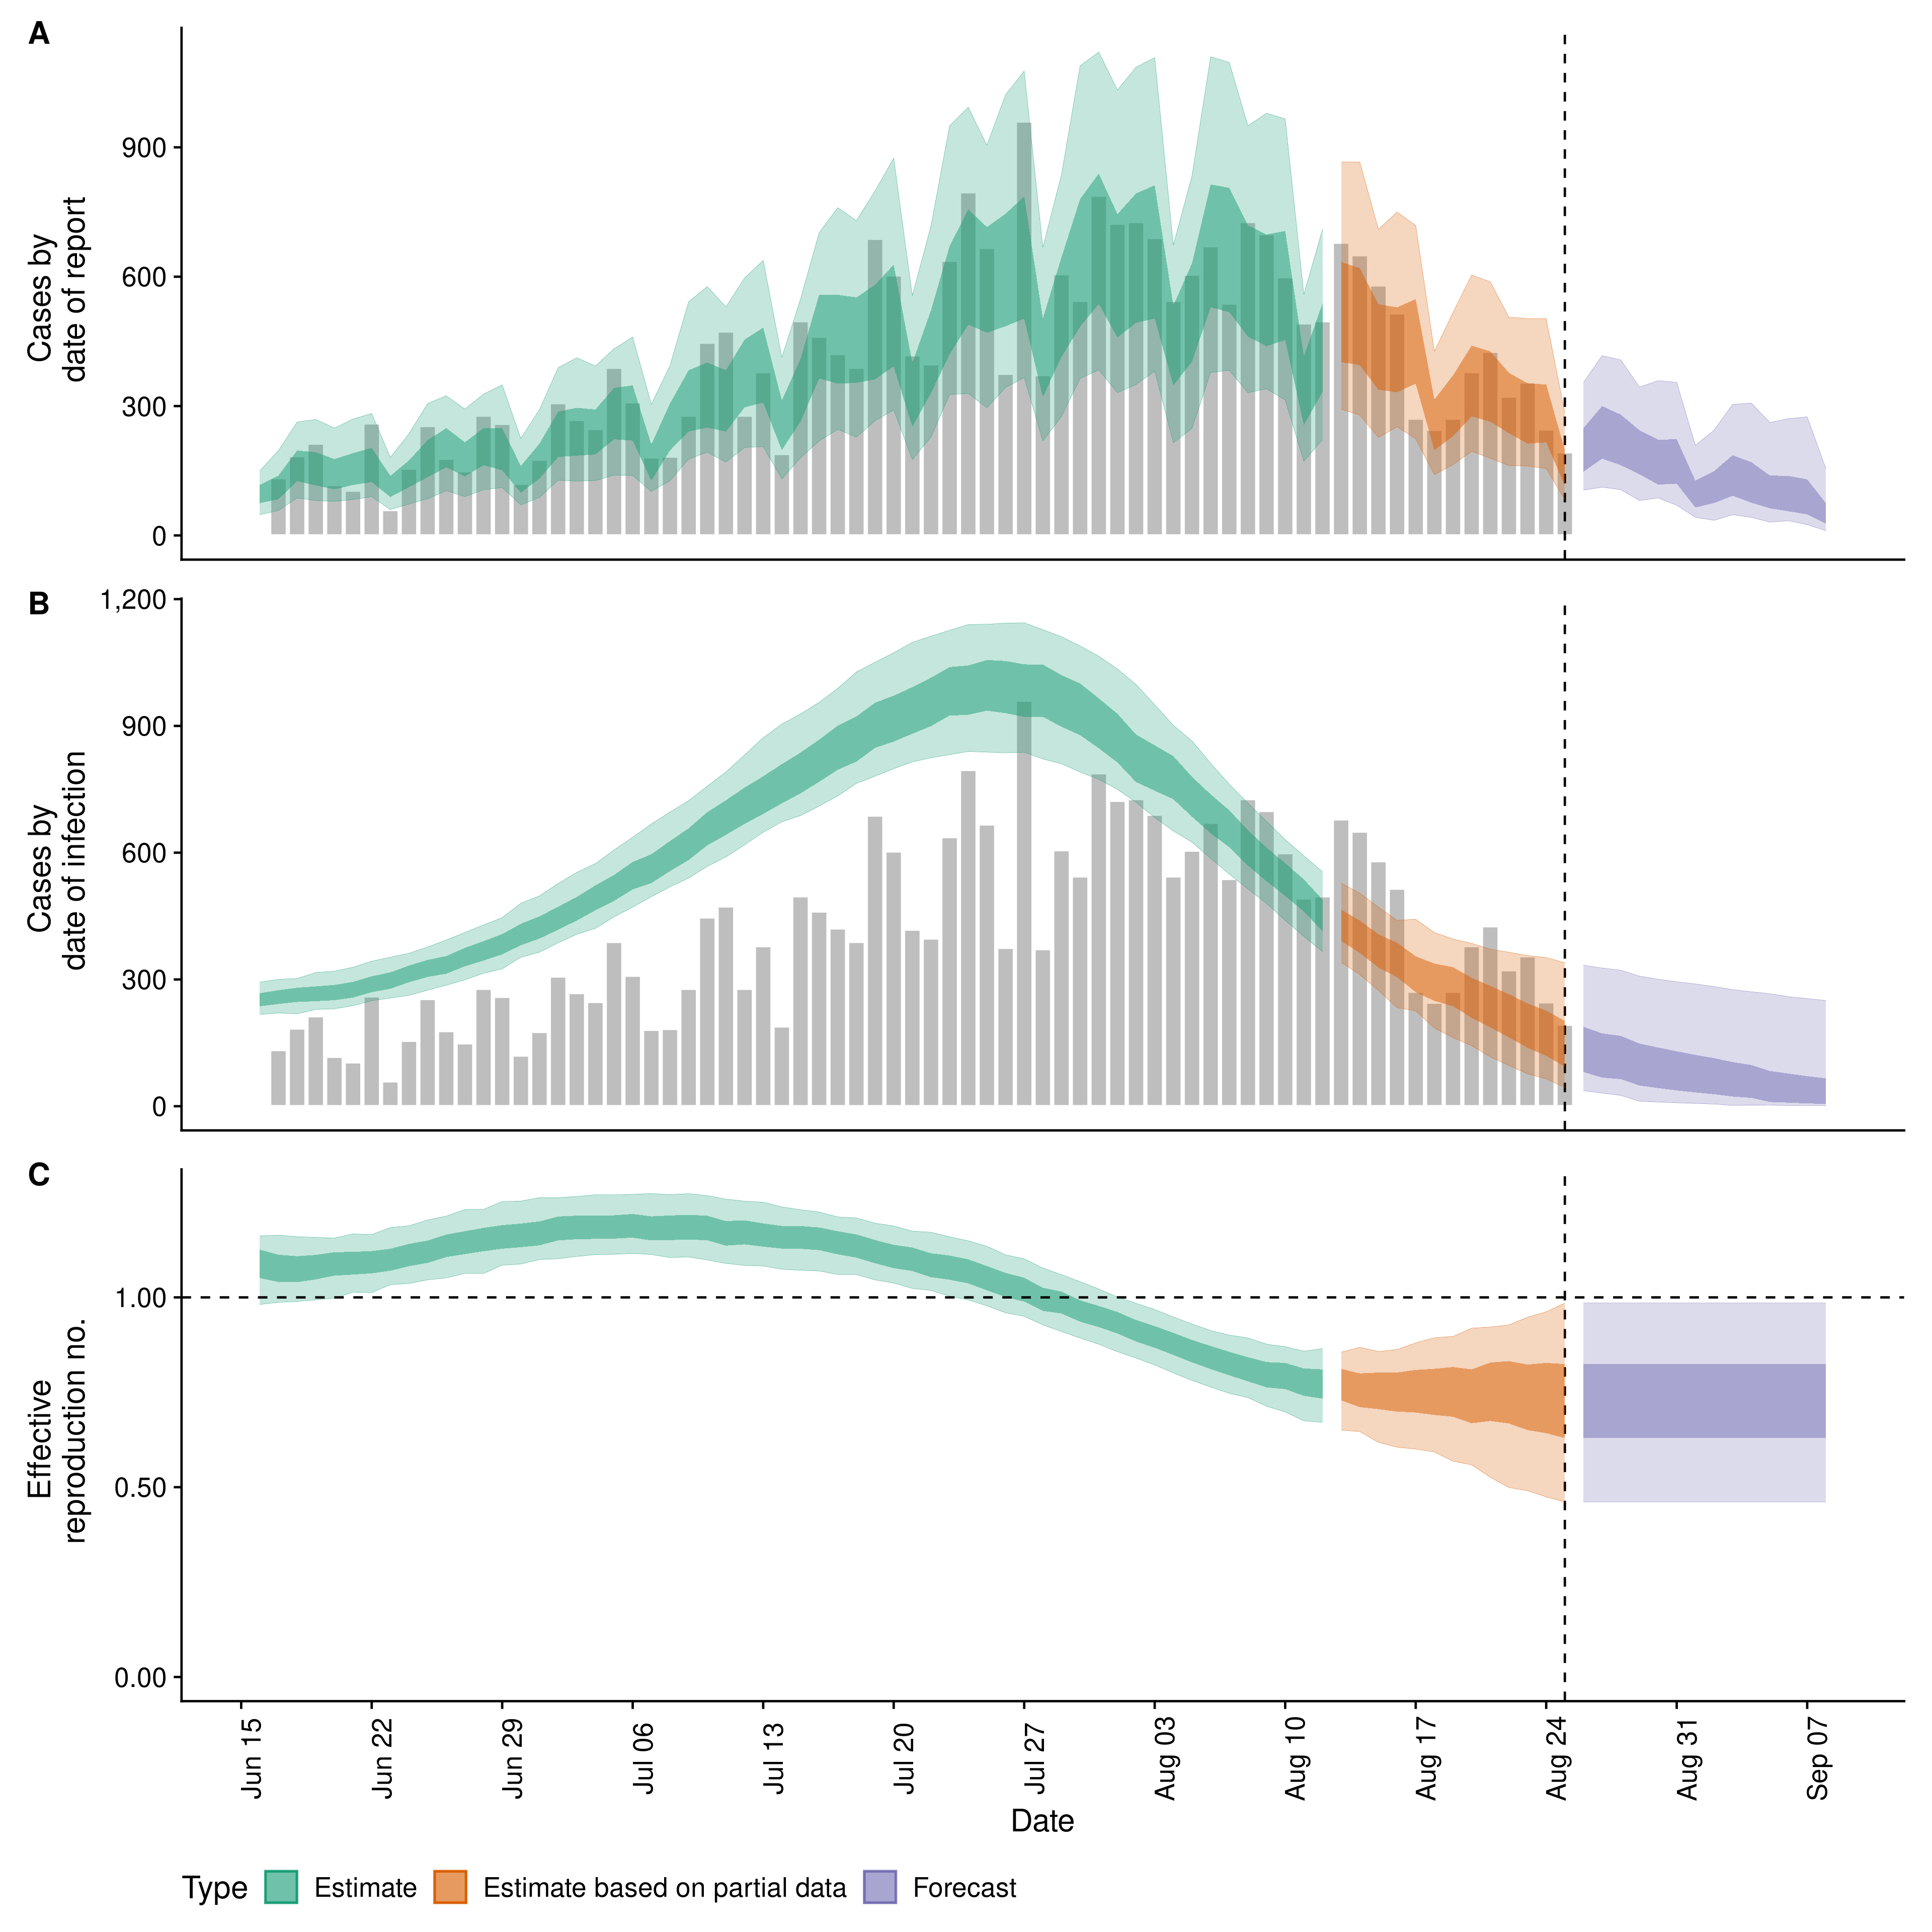 A
Cases by
date of report
900
600
300
0
B
Cases by
date of infection
1,200
900
600
300
0
C
Effective
reproduction no.
1.00
0.50
0.00
Jun 15
Jun 22
Jun 29
Jul 06
Jul 13
Jul 20
Jul 27
Aug 03
Aug 10
Aug 17
Aug 24
Aug 31
Sep 07
Date
Type Estimate Estimate based on partial data Forecast